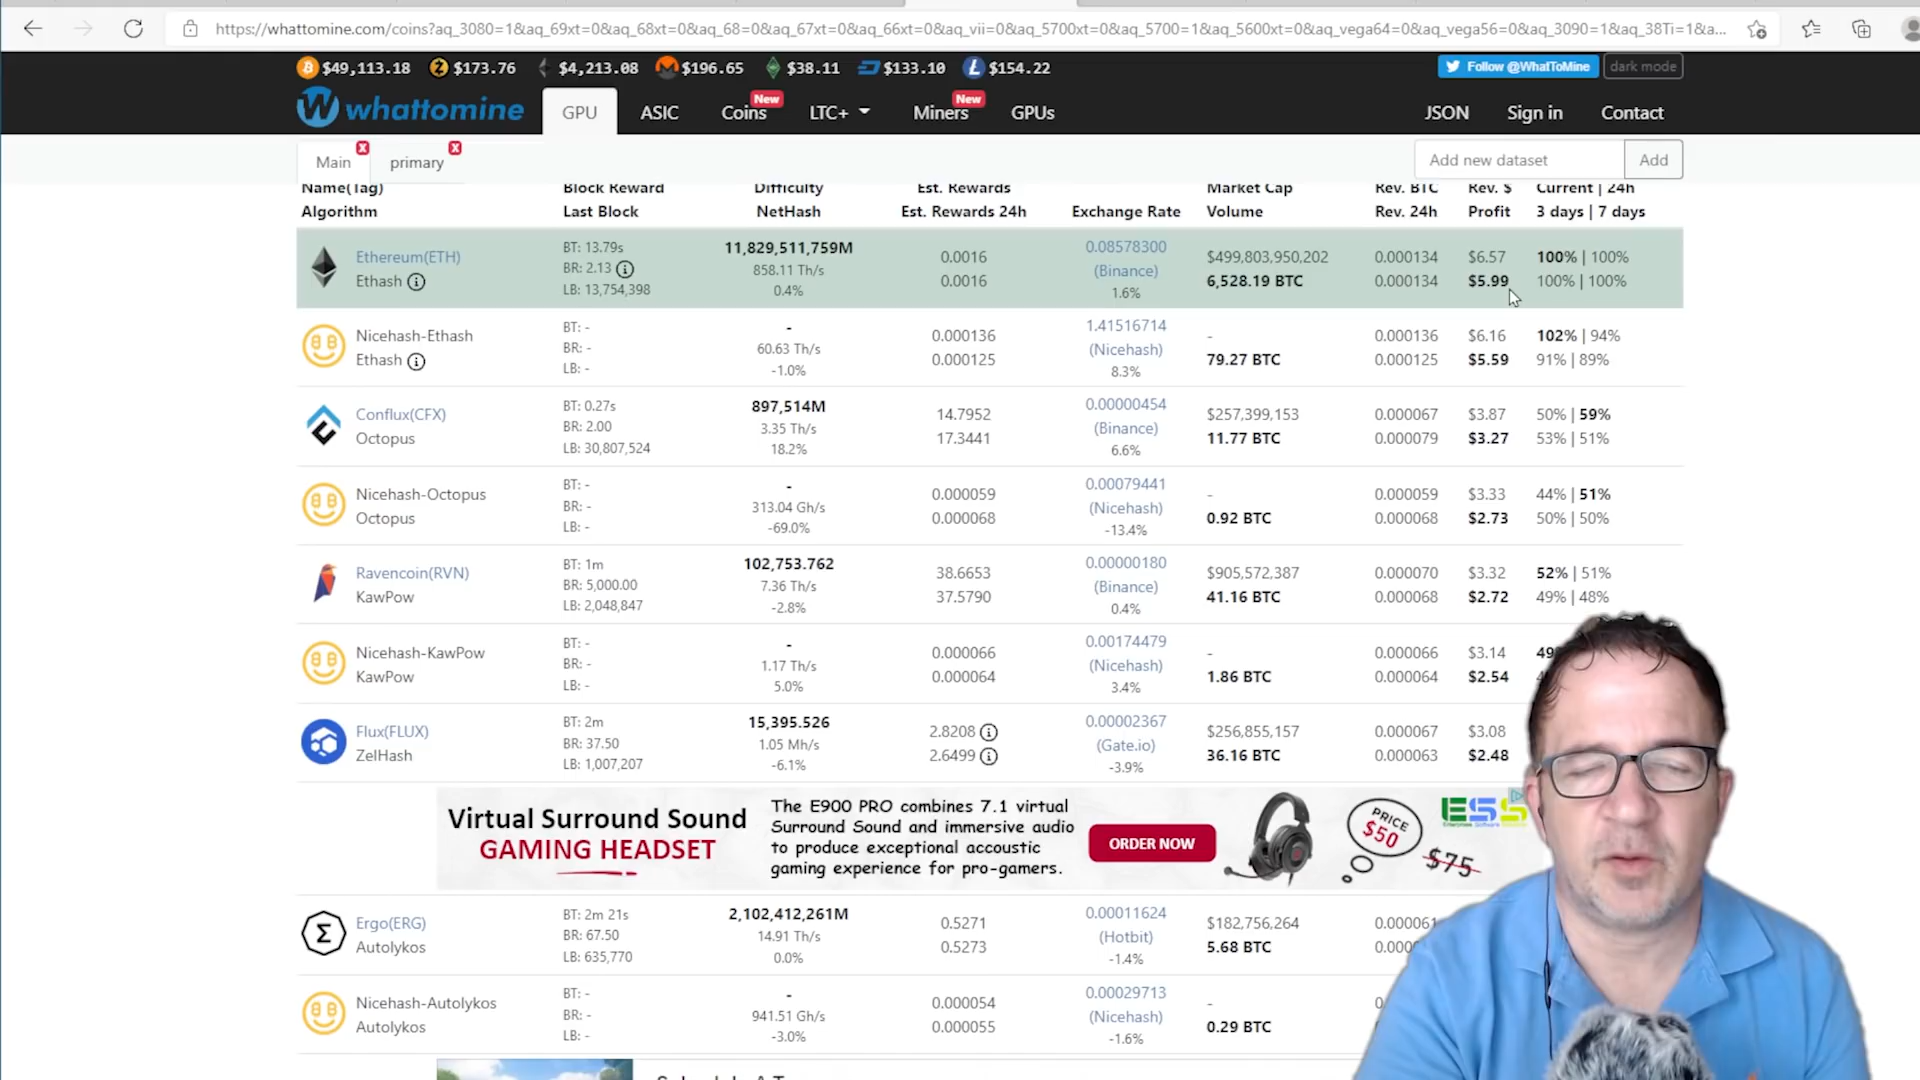 https://whattomine.com/coins?aq_3080=1&aq_69xt=0&aq_68xt=0&aq_68=0&aq_67xt=0&aq_66xt=0&aq_vii=0&aq_5700xt=0&aq_5700=1&aq_5600xt=0&aq_vega64=0&aq_vega56=0&aq_3090=1&aq_38Ti=1&a...
$49,113.18 $173.76 $4,213.08 $196.65 $38.11 $133.10 $154.22 Follow @WhatToMine dark mode
whattomine GPU ASIC Coins New LTC+ Miners New GPUs JSON Sign in Contact
Main x primary x Add new dataset Add
Name(Tag) Block Reward Difficulty Est. Rewards Market Cap Rev. BTC Rev. $ Current | 24h
Algorithm Last Block NetHash Est. Rewards 24h Exchange Rate Volume Rev. 24h Profit 3 days | 7 days
Ethereum(ETH) BT: 13.79s 11,829,511,759M 0.0016 0.08578300 $499,803,950,202 0.000134 $6.57 100% | 100%
Ethash BR: 2.13 858.11 Th/s 0.0016 (Binance) 6,528.19 BTC 0.000134 $5.99 100% | 100%
LB: 13,754,398 0.4% 1.6%
Nicehash-Ethash BT: - - 0.000136 1.41516714 - 0.000136 $6.16 102% | 94%
Ethash BR: - 60.63 Th/s 0.000125 (Nicehash) 79.27 BTC 0.000125 $5.59 91% | 89%
LB: - -1.0% 8.3%
Conflux(CFX) BT: 0.27s 897,514M 14.7952 0.00000454 $257,399,153 0.000067 $3.87 50% | 59%
Octopus BR: 2.00 3.35 Th/s 17.3441 (Binance) 11.77 BTC 0.000079 $3.27 53% | 51%
LB: 30,807,524 18.2% 6.6%
Nicehash-Octopus BT: - - 0.000059 0.00079441 - 0.000059 $3.33 44% | 51%
Octopus BR: - 313.04 Gh/s 0.000068 (Nicehash) 0.92 BTC 0.000068 $2.73 50% | 50%
LB: - -69.0% -13.4%
Ravencoin(RVN) BT: 1m 102,753.762 38.6653 0.00000180 $905,572,387 0.000070 $3.32 52% | 51%
KawPow BR: 5,000.00 7.36 Th/s 37.5790 (Binance) 41.16 BTC 0.000068 $2.72 49% | 48%
LB: 2,048,847 -2.8% 0.4%
Nicehash-KawPow BT: - - 0.000066 0.00174479 - 0.000066 $3.14
KawPow BR: - 1.17 Th/s 0.000064 (Nicehash) 1.86 BTC 0.000064 $2.54
LB: - 5.0% 3.4%
Flux(FLUX) BT: 2m 15,395.526 2.8208 0.00002367 $256,855,157 0.000067 $3.08
ZelHash BR: 37.50 1.05 Mh/s 2.6499 (Gate.io) 36.16 BTC 0.000063 $2.48
LB: 1,007,207 -6.1% -3.9%
Virtual Surround Sound
GAMING HEADSET
The E900 PRO combines 7.1 virtual
Surround Sound and immersive audio
to produce exceptional accoustic
gaming experience for pro-gamers.
ORDER NOW
PRICE
$50
$75
ESS
Ergo(ERG) BT: 2m 21s 2,102,412,261M 0.5271 0.00011624 $182,756,264 0.000061
Autolykos BR: 67.50 14.91 Th/s 0.5273 (Hotbit) 5.68 BTC
LB: 635,770 0.0% -1.4%
Nicehash-Autolykos BT: - - 0.000054 0.00029713 -
Autolykos BR: - 941.51 Gh/s 0.000055 (Nicehash) 0.29 BTC
LB: - -3.0% -1.6%